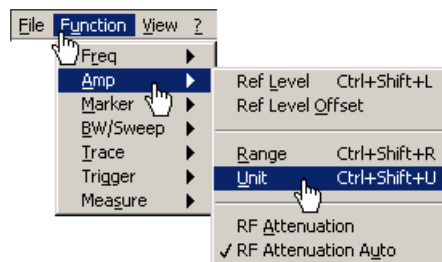 File Function View ?
Freq
Amp
Marker
BW/Sweep
Trace
Trigger
Measure
Ref Level Ctrl+Shift+L
Ref Level Offset
Range Ctrl+Shift+R
Unit Ctrl+Shift+U
RF Attenuation
✓ RF Attenuation Auto